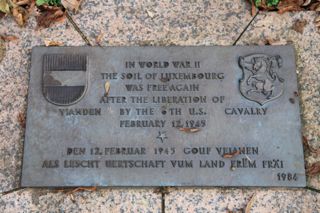 IN WORLD WAR II
THE SOIL OF LUXEMBOURG
WAS FREE AGAIN
AFTER THE LIBERATION OF
VIANDEN BY THE 6TH U.S. CAVALRY
FEBRUARY 12, 1945
DEN 12. FEBRUAR 1945 GOUF VEIANEN
ALS LESCHT UERTSCHAFT VUM LAND EREM FRÄI
1986